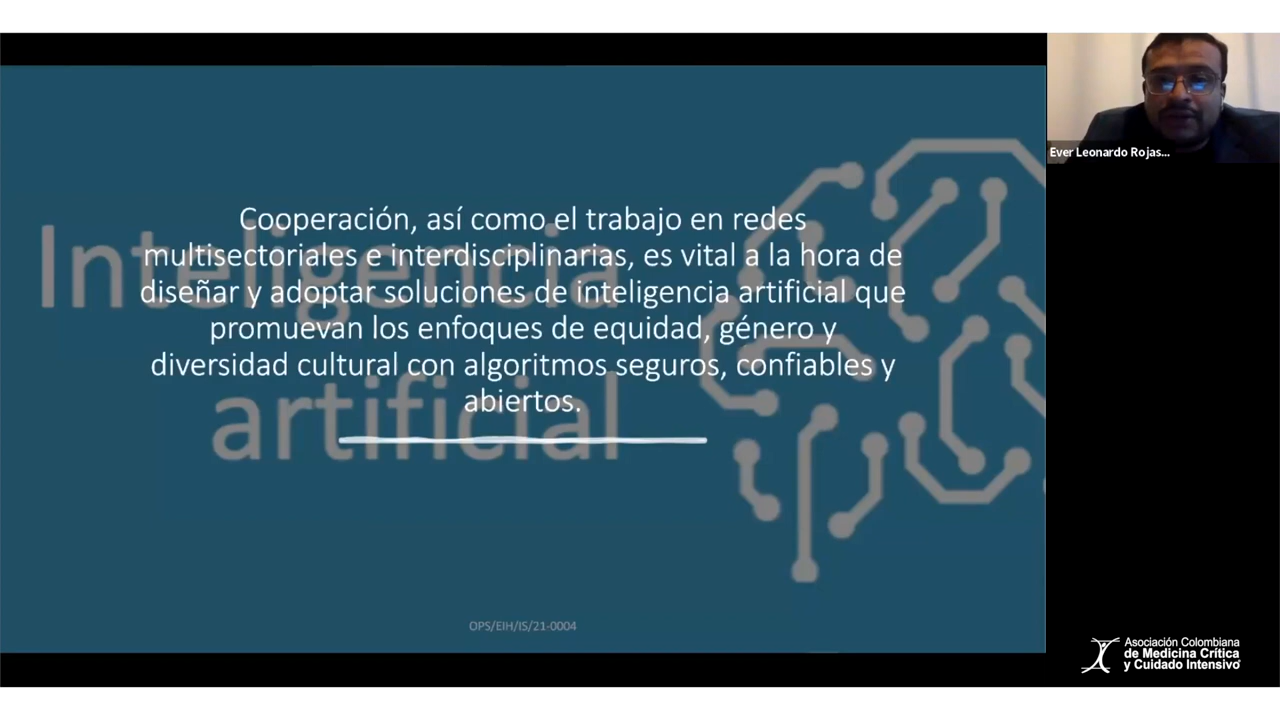 Inteligencia
artificial
Cooperación, así como el trabajo en redes
multisectoriales e interdisciplinarias, es vital a la hora de
diseñar y adoptar soluciones de inteligencia artificial que
promuevan los enfoques de equidad, género y
diversidad cultural con algoritmos seguros, confiables y
abiertos.
OPS/EIH/IS/21-0004
Ever Leonardo Rojas...
Asociación Colombiana
de Medicina Crítica
y Cuidado Intensivo